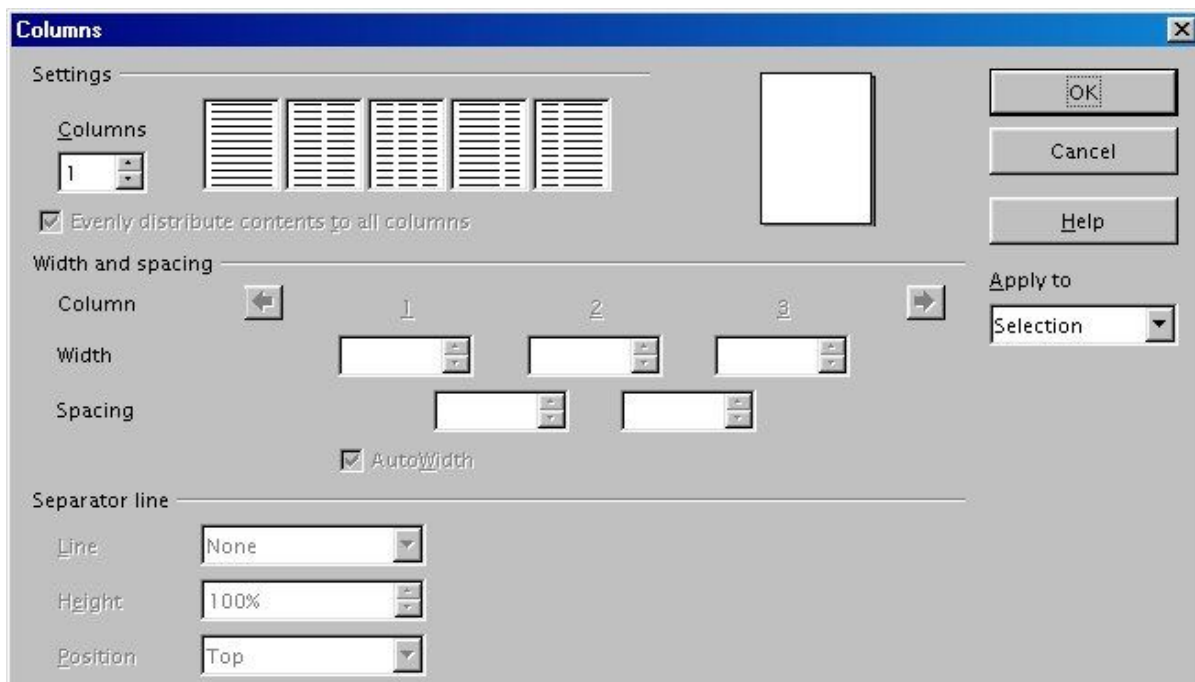 Columns
Settings
Columns
1
Evenly distribute contents to all columns
OK
Cancel
Help
Apply to
Selection
Width and spacing
Column 1 2 3
Width
Spacing
AutoWidth
Separator line
Line None
Height 100%
Position Top